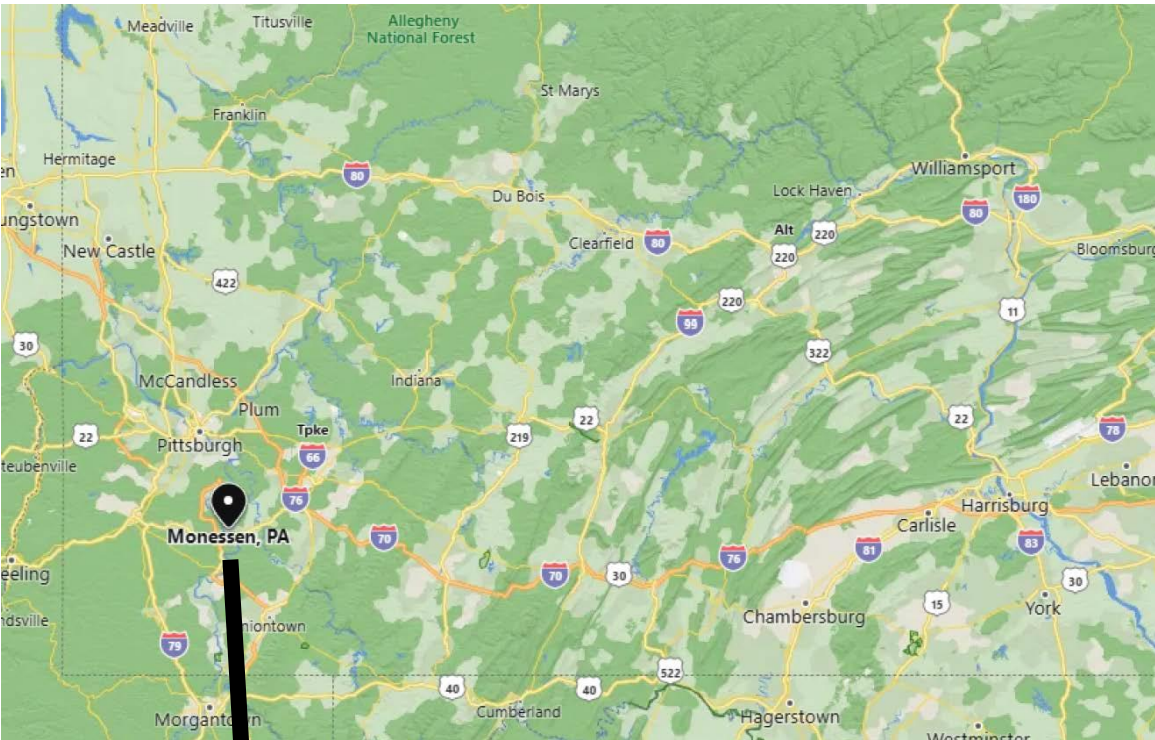 Meadville
Titusville
Allegheny
National Forest
St Marys
Franklin
Hermitage
80
Williamsport
Du Bois
Lock Haven
180
en
ungstown
80
Alt
220
220
Clearfield
80
New Castle
Bloomsburg
422
220
99
11
30
322
McCandless
Indiana
Plum
22
22
Pittsburgh
22
219
78
Tpke
66
teubenville
76
Lebanon
Harrisburg
Carlisle
Monessen, PA
70
81
83
76
eeling
70
30
30
15
Chambersburg
York
ndsville
niontown
79
522
40
40
Morgantown
Cumberland
Hagerstown
Westminster